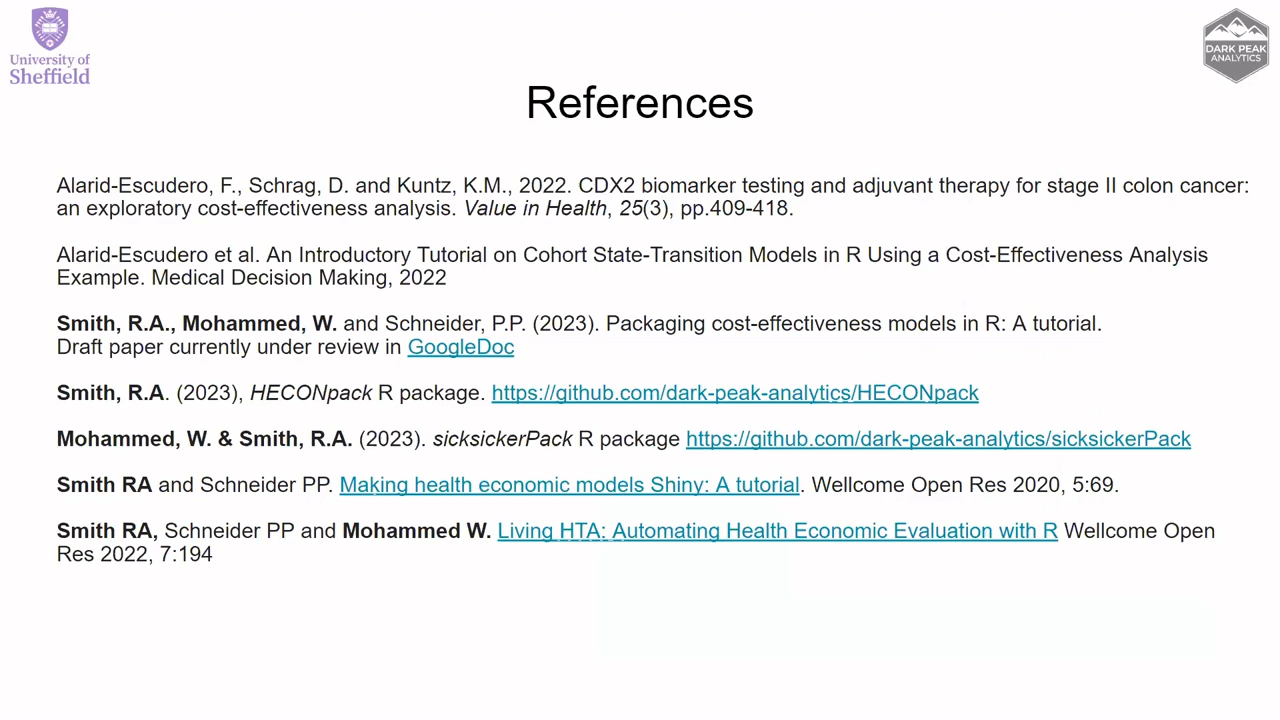 University of
Sheffield
DARK PEAK
ANALYTICS
References
Alarid-Escudero, F., Schrag, D. and Kuntz, K.M., 2022. CDX2 biomarker testing and adjuvant therapy for stage II colon cancer:
an exploratory cost-effectiveness analysis. Value in Health, 25(3), pp.409-418.
Alarid-Escudero et al. An Introductory Tutorial on Cohort State-Transition Models in R Using a Cost-Effectiveness Analysis
Example. Medical Decision Making, 2022
Smith, R.A., Mohammed, W. and Schneider, P.P. (2023). Packaging cost-effectiveness models in R: A tutorial.
Draft paper currently under review in GoogleDoc
Smith, R.A. (2023), HECONpack R package. https://github.com/dark-peak-analytics/HECONpack
Mohammed, W. & Smith, R.A. (2023). sicksickerPack R package https://github.com/dark-peak-analytics/sicksickerPack
Smith RA and Schneider PP. Making health economic models Shiny: A tutorial. Wellcome Open Res 2020, 5:69.
Smith RA, Schneider PP and Mohammed W. Living HTA: Automating Health Economic Evaluation with R Wellcome Open
Res 2022, 7:194